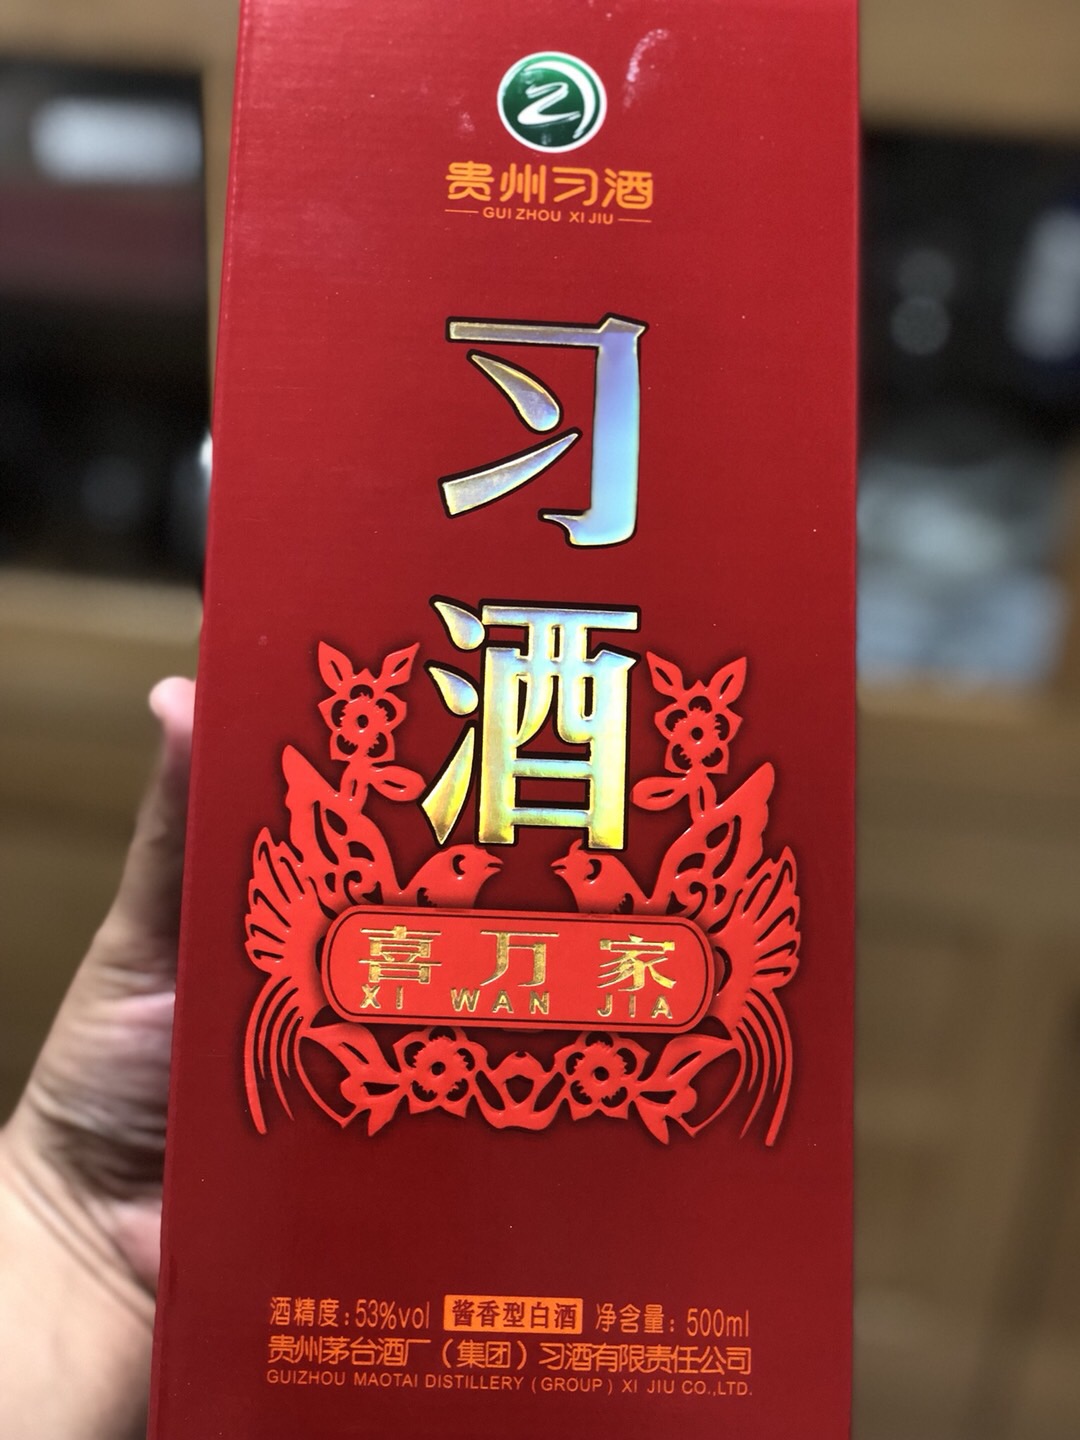 贵州习酒
GUI ZHOU XI JIU
习
酒
喜万家
XI WAN JIA
酒精度:53%vol 酱香型白酒 净含量:500ml
贵州茅台酒厂(集团)习酒有限责任公司
GUIZHOU MAOTAI DISTILLERY (GROUP) XI JIU CO.,LTD.